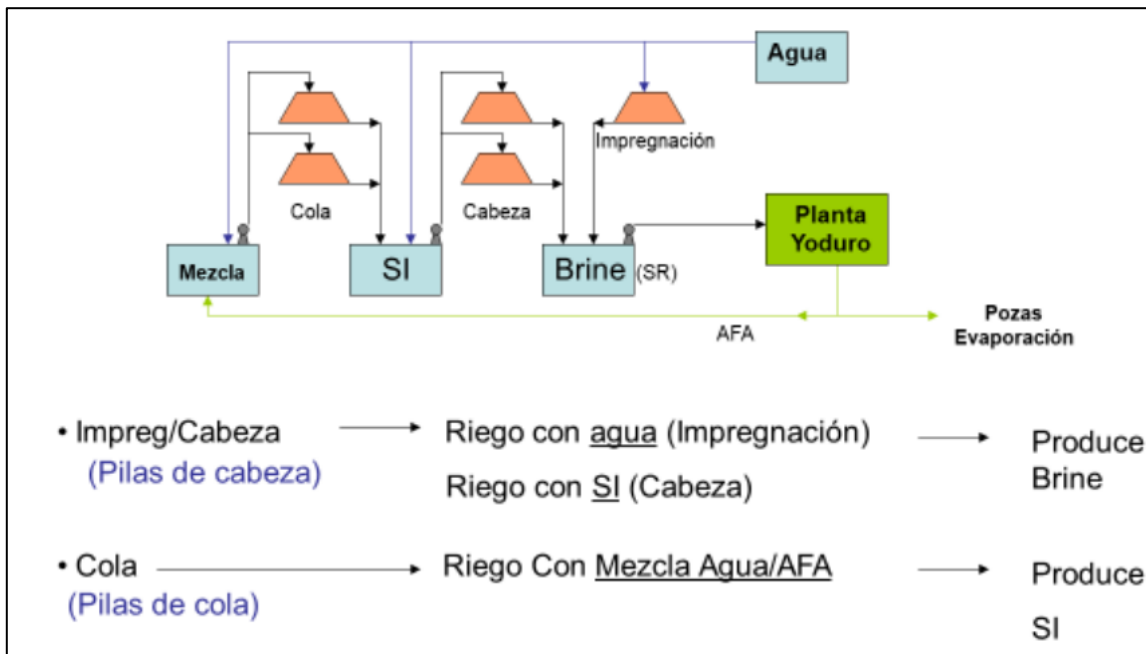 Agua
Impregnación
Cola
Cabeza
Planta
Yoduro
Mezcla
SI
Brine (SR)
AFA
Pozas
Evaporación
• Impreg/Cabeza
(Pilas de cabeza)
Riego con agua (Impregnación)
Riego con SI (Cabeza)
Produce
Brine
• Cola
(Pilas de cola)
Riego Con Mezcla Agua/AFA
Produce
SI